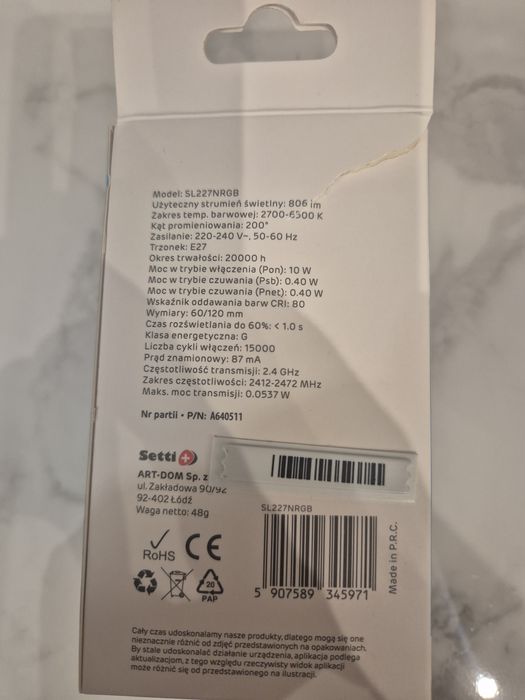 Model: SL227NRGB
Użyteczny strumień świetlny: 806 lm
Zakres temp. barwowej: 2700-6500 K
Kąt promieniowania: 200°
Zasilanie: 220-240 V~, 50-60 Hz
Trzonek: E27
Okres trwałości: 20000 h
Moc w trybie włączenia (Pon): 10 W
Moc w trybie czuwania (Psb): 0.40 W
Moc w trybie czuwania (Pnet): 0.40 W
Wskaźnik oddawania barw CRI: 80
Wymiary: 60/120 mm
Czas rozświetlania do 60%: < 1.0 s
Klasa energetyczna: G
Liczba cykli włączeń: 15000
Prąd znamionowy: 87 mA
Częstotliwość transmisji: 2.4 GHz
Zakres częstotliwości: 2412-2472 MHz
Maks. moc transmisji: 0.0537 W
Nr partii • P/N: A640511
Setti+
ART-DOM Sp. z
ul. Zakładowa 90/92
92-402 Łódź
Waga netto: 48g
RoHS
CE
20
PAP
SL227NRGB
5 907589 345971
Made in P.R.C.
Cały czas udoskonalamy nasze produkty, dlatego mogą się one
nieznacznie różnić od zdjęć przedstawionych na opakowaniach.
By stale udoskonalać działanie urządzenia, aplikacja podlega
aktualizacjom, z tego względu rzeczywisty widok aplikacji
może różnić się od przedstawionego na ilustracji.